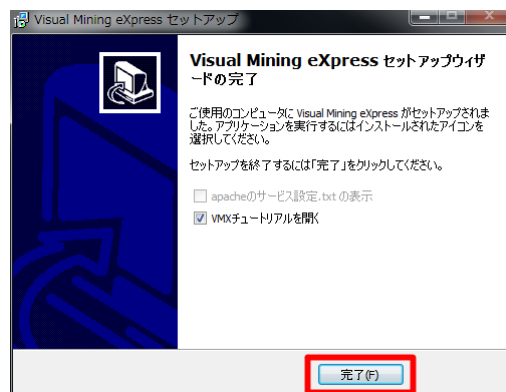 Visual Mining eXpress セットアップ
Visual Mining eXpress セットアップウィザ
ードの完了
ご使用のコンピュータに Visual Mining eXpress がセットアップされま
した。アプリケーションを実行するにはインストールされたアイコンを
選択してください。
セットアップを終了するには「完了」をクリックしてください。
apacheのサービス設定.txt の表示
VMXチュートリアルを開く
完了(F)